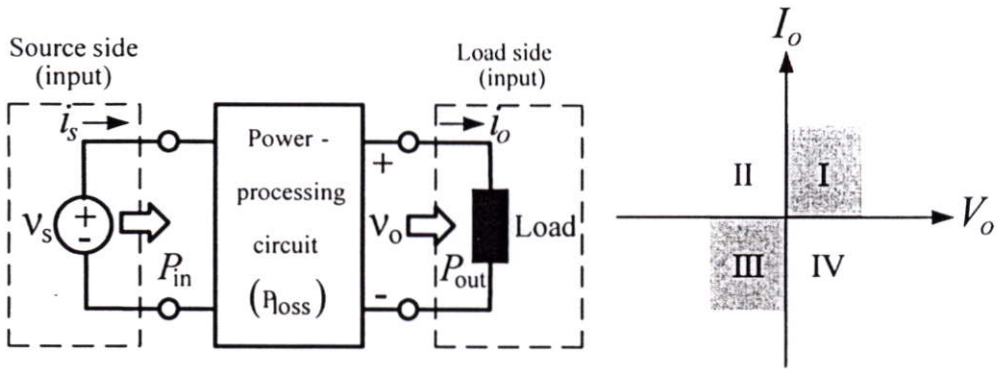 Source side
(input)
i_s
v_s
+
-
P_in
Power -
processing
circuit
(P_loss)
+
v_o
-
Load side
(input)
i_o
P_out
Load
I_o
II
I
V_o
III
IV